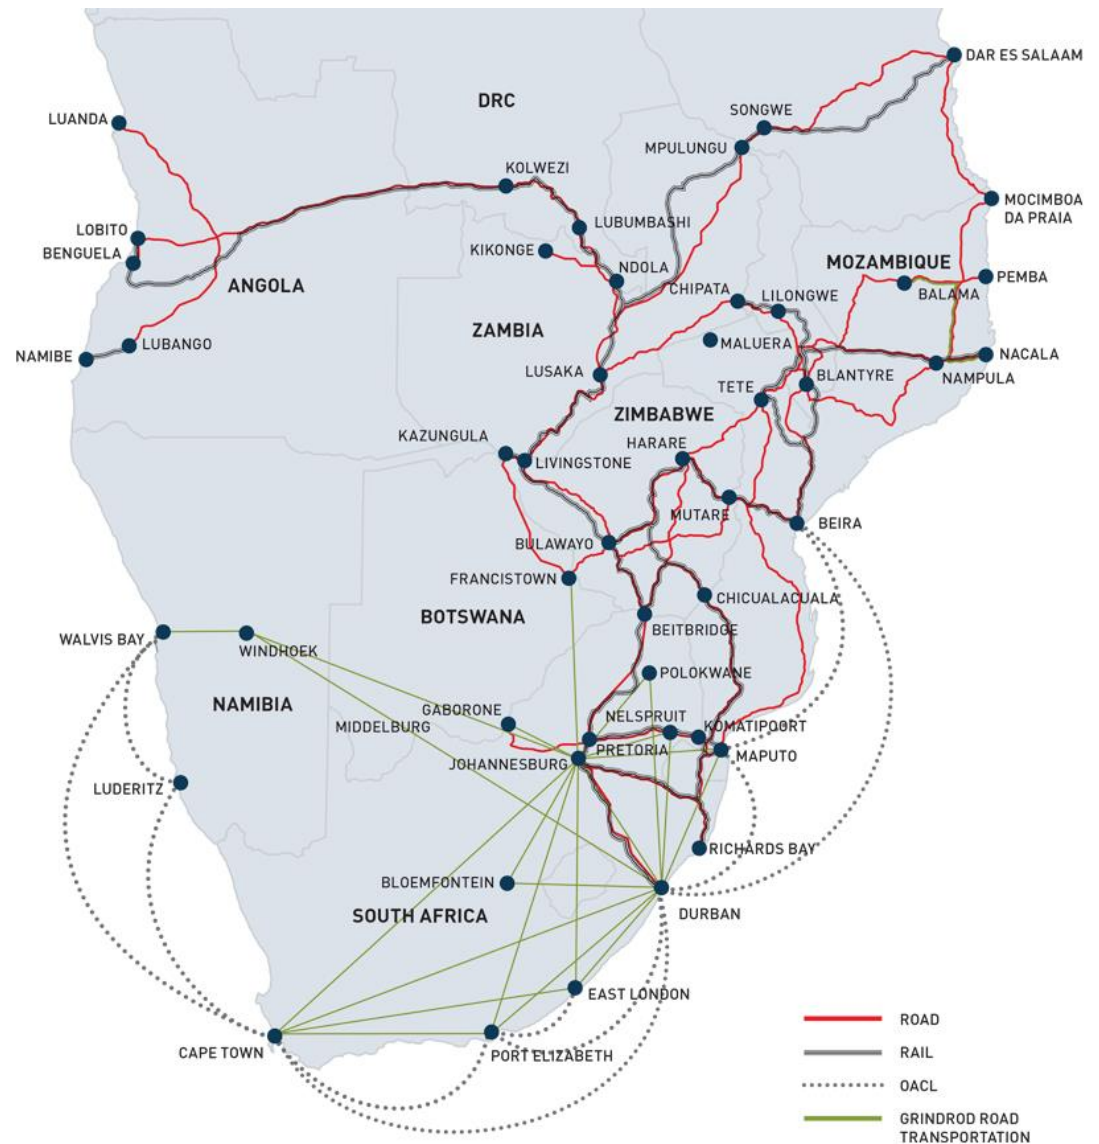 DAR ES SALAAM
DRC
SONGWE
LUANDA
MPULUNGU
KOLWEZI
MOCIMBOA
DA PRAIA
LOBITO
LUBUMBASHI
BENGUELA
KIKONGE
NDOLA
MOZAMBIQUE
PEMBA
ANGOLA
CHIPATA
LILONGWE
BALAMA
ZAMBIA
NAMIBE
LUBANGO
MALUERA
NACALA
LUSAKA
BLANTYRE
NAMPULA
TETE
ZIMBABWE
KAZUNGULA
HARARE
LIVINGSTONE
MUTARE
BEIRA
BULAWAYO
FRANCISTOWN
CHICUALACUALA
BOTSWANA
BEITBRIDGE
WALVIS BAY
WINDHOEK
POLOKWANE
NAMIBIA
GABORONE
NELSPRUIT
KOMATIPOORT
MIDDELBURG
PRETORIA
MAPUTO
JOHANNESBURG
LUDERITZ
RICHARDS BAY
BLOEMFONTEIN
SOUTH AFRICA
DURBAN
EAST LONDON
CAPE TOWN
PORT ELIZABETH
ROAD
RAIL
OACL
GRINDROD ROAD
TRANSPORTATION